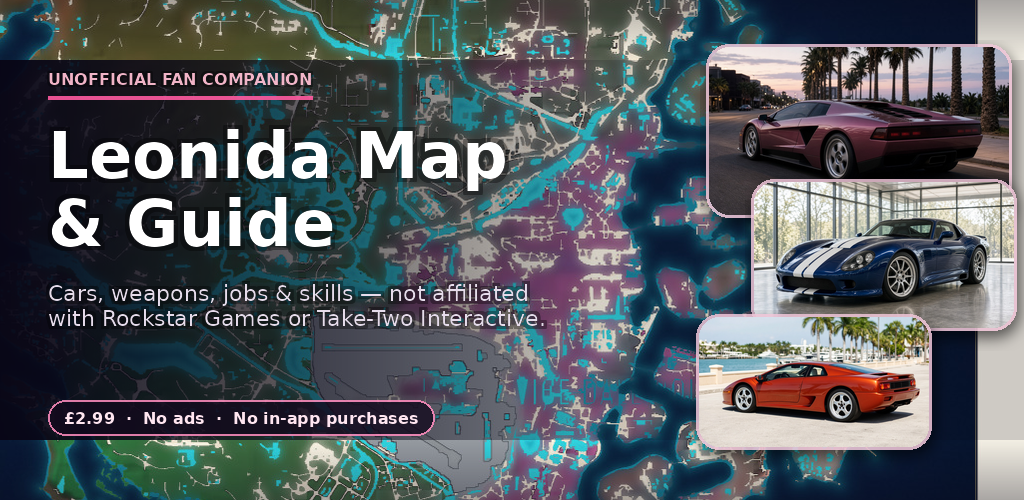 UNOFFICIAL FAN COMPANION
Leonida Map
& Guide
Cars, weapons, jobs & skills — not affiliated
with Rockstar Games or Take-Two Interactive.
£2.99 · No ads · No in-app purchases